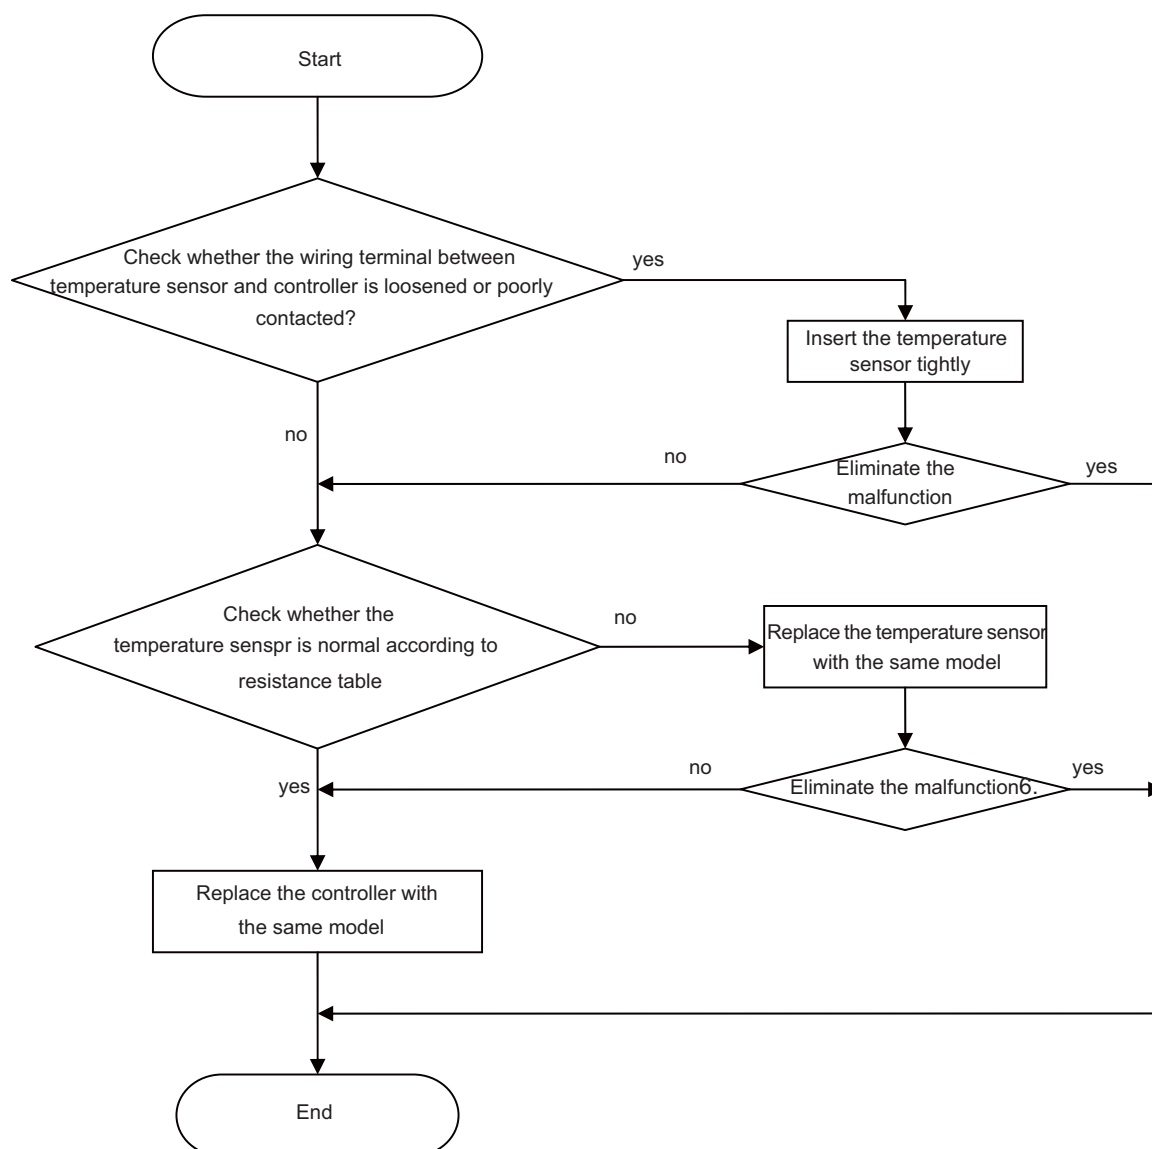 Start
Check whether the wiring terminal between
temperature sensor and controller is loosened or poorly
contacted?
yes
Insert the temperature
sensor tightly
no
no
Eliminate the
malfunction
yes
Check whether the
temperature senspr is normal according to
resistance table
no
Replace the temperature sensor
with the same model
yes
no
Eliminate the malfunction6.
yes
Replace the controller with
the same model
End